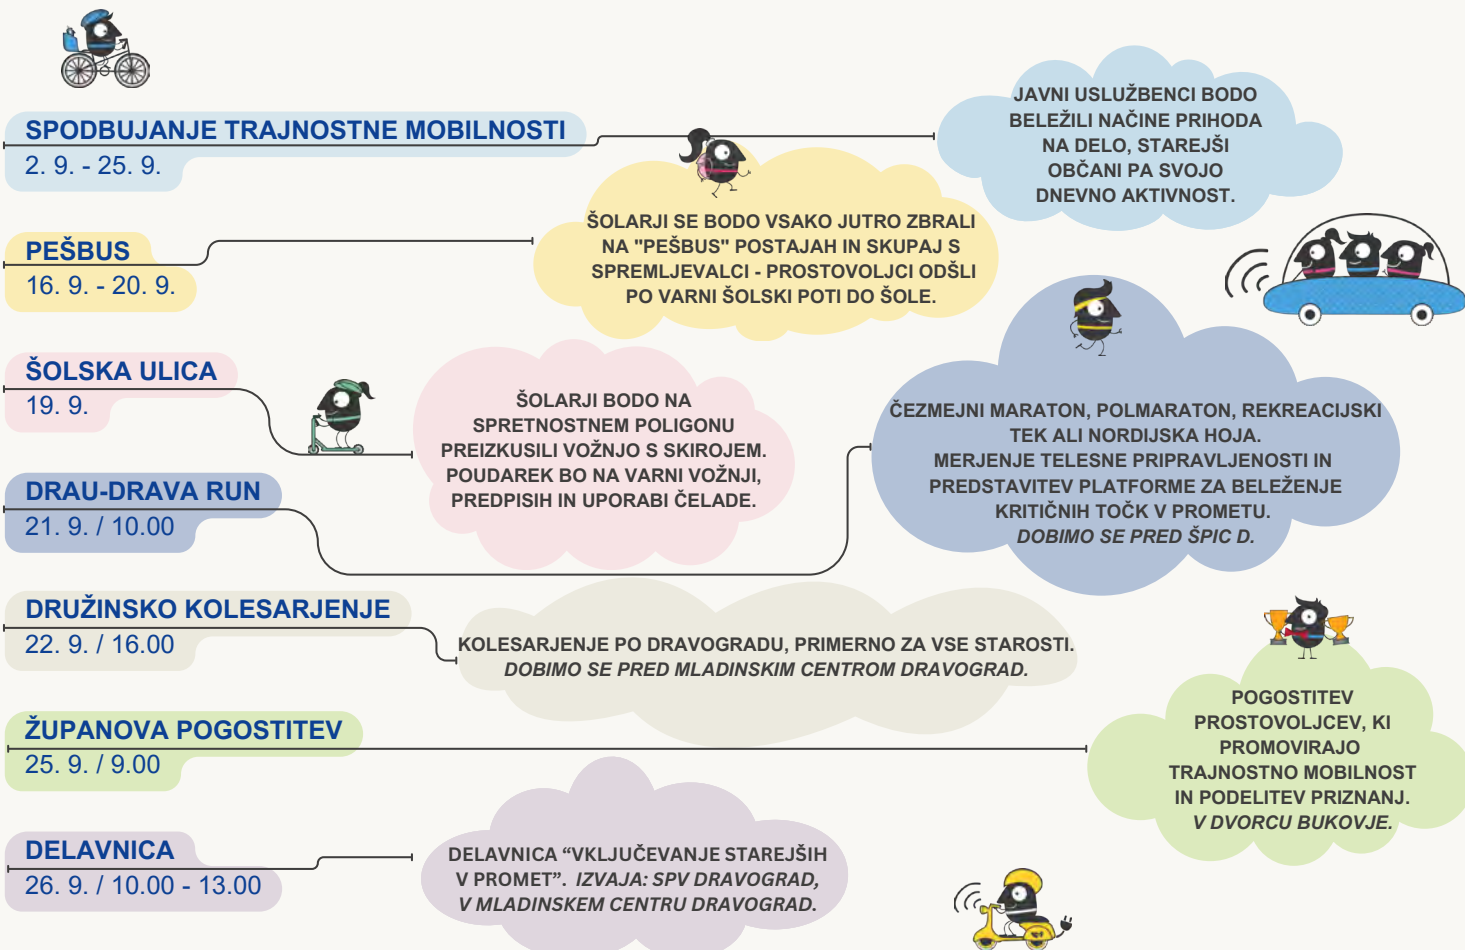 SPODBUJANJE TRAJNOSTNE MOBILNOSTI
2. 9. - 25. 9.
JAVNI USLUŽBENCI BODO
BELEŽILI NAČINE PRIHODA
NA DELO, STAREJŠI
OBČANI PA SVOJO
DNEVNO AKTIVNOST.
PEŠBUS
16. 9. - 20. 9.
ŠOLARJI SE BODO VSAKO JUTRO ZBRALI
NA "PEŠBUS" POSTAJAH IN SKUPAJ S
SPREMLJEVALCI - PROSTOVOLJCI ODŠLI
PO VARNI ŠOLSKI POTI DO ŠOLE.
ŠOLSKA ULICA
19. 9.
ŠOLARJI BODO NA
SPRETNOSTNEM POLIGONU
PREIZKUSILI VOŽNJO S SKIROJEM.
POUDAREK BO NA VARNI VOŽNJI,
PREDPISIH IN UPORABI ČELADE.
DRAU-DRAVA RUN
21. 9. / 10.00
ČEZMEJNI MARATON, POLMARATON, REKREACIJSKI
TEK ALI NORDIJSKA HOJA.
MERJENJE TELESNE PRIPRAVLJENOSTI IN
PREDSTAVITEV PLATFORME ZA BELEŽENJE
KRITIČNIH TOČK V PROMETU.
DOBIMO SE PRED ŠPIC D.
DRUŽINSKO KOLESARJENJE
22. 9. / 16.00
KOLESARJENJE PO DRAVOGRADU, PRIMERNO ZA VSE STAROSTI.
DOBIMO SE PRED MLADINSKIM CENTROM DRAVOGRAD.
ŽUPANOVA POGOSTITEV
25. 9. / 9.00
POGOSTITEV
PROSTOVOLJCEV, KI
PROMOVIRAJO
TRAJNOSTNO MOBILNOST
IN PODELITEV PRIZNANJ.
V DVORCU BUKOVJE.
DELAVNICA
26. 9. / 10.00 - 13.00
DELAVNICA “VKLJUČEVANJE STAREJŠIH
V PROMET”. IZVAJA: SPV DRAVOGRAD,
V MLADINSKEM CENTRU DRAVOGRAD.